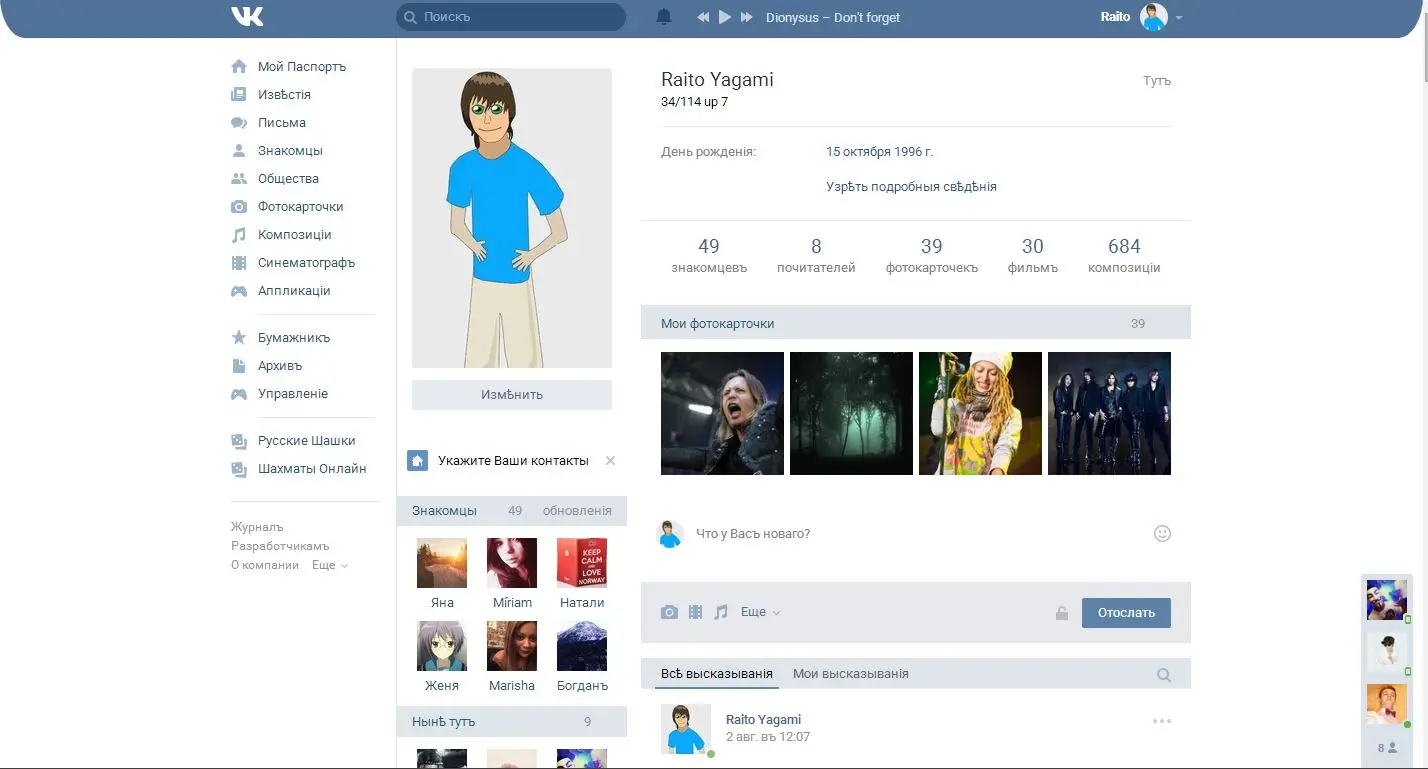 Поискъ
Dionysus – Don't forget
Raito
Мой Паспортъ
Извѣстія
Письма
Знакомцы
Общества
Фотокарточки
Композиціи
Синематографъ
Аппликаціи
Бумажникъ
Архивъ
Управленіе
Русские Шашки
Шахматы Онлайн
Журналъ
Разработчикамъ
О компании Еще
Измѣнить
Укажите Ваши контакты
Знакомцы 49 обновленія
KEEP
CALM
AND
LOVE
NORWAY
Яна Míriam Натали
Женя Marisha Богданъ
Нынѣ тутъ 9
Raito Yagami Тутъ
34/114 up 7
День рожденія: 15 октября 1996 г.
Узрѣть подробныя свѣдѣнія
49 8 39 30 684
знакомцевъ почитателей фотокарточекъ фильмъ композиціи
Мои фотокарточки 39
Что у Васъ новаго?
Еще Отослать
Всѣ высказыванія Мои высказывания
Raito Yagami
2 авг. въ 12:07
8